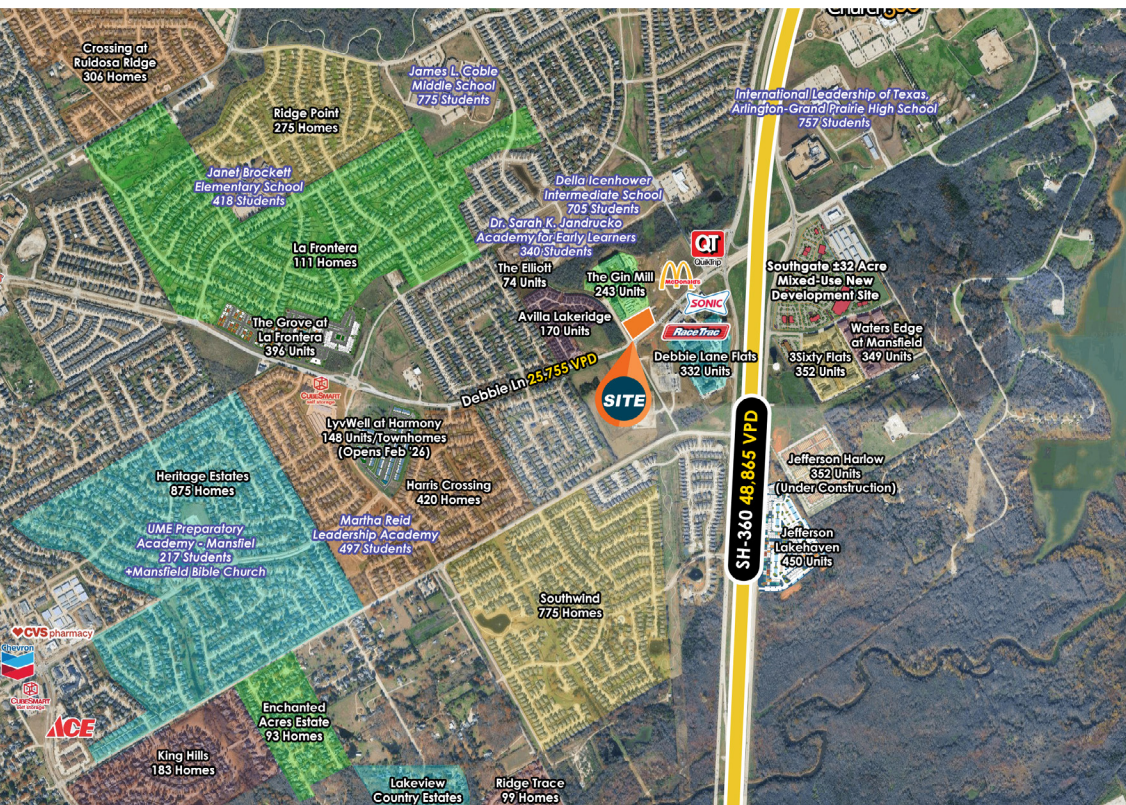 Church
Crossing at
Ruidosa Ridge
306 Homes
James L. Coble
Middle School
775 Students
International Leadership of Texas,
Arlington-Grand Prairie High School
757 Students
Ridge Point
275 Homes
Janet Brockett
Elementary School
418 Students
Della Icenhower
Intermediate School
705 Students
Dr. Sarah K. Jandrucko
Academy for Early Learners
340 Students
La Frontera
111 Homes
QT
QuikTrip
The Elliott
74 Units
The Gin Mill
243 Units
McDonald's
SONIC
Southgate ±32 Acre
Mixed-Use New
Development Site
Avilla Lakeridge
170 Units
RaceTrac
The Grove at
La Frontera
396 Units
Waters Edge
at Mansfield
349 Units
Debbie Lane Flats
332 Units
3Sixty Flats
352 Units
Debbie Ln 25,755 VPD
SITE
CUBESMART
self storage
LyvWell at Harmony
148 Units/Townhomes
(Opens Feb '26)
SH-360 48,865 VPD
Jefferson Harlow
352 Units
(Under Construction)
Heritage Estates
875 Homes
Harris Crossing
420 Homes
UME Preparatory
Academy - Mansfiel
217 Students
+Mansfield Bible Church
Martha Reid
Leadership Academy
497 Students
Jefferson
Lakehaven
450 Units
Southwind
775 Homes
CVS pharmacy
Chevron
CUBESMART
self storage
ACE
Enchanted
Acres Estate
93 Homes
King Hills
183 Homes
Lakeview
Country Estates
Ridge Trace
99 Homes